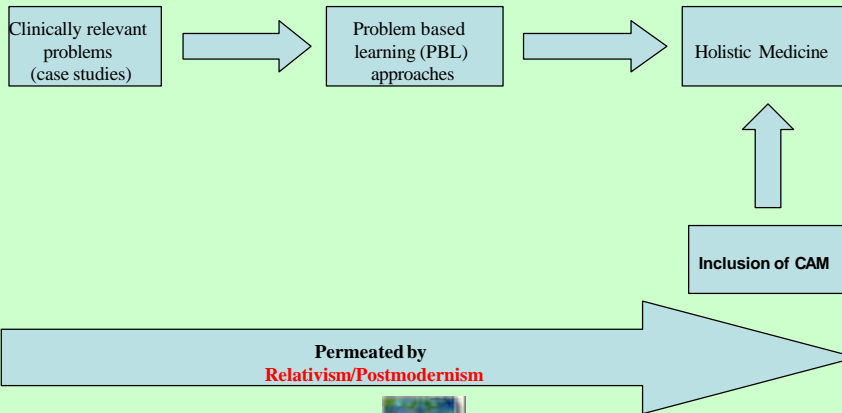 Clinically relevant
problems
(case studies)
Problem based
learning (PBL)
approaches
Holistic Medicine
Inclusion of CAM
Permeated by
Relativism/Postmodernism